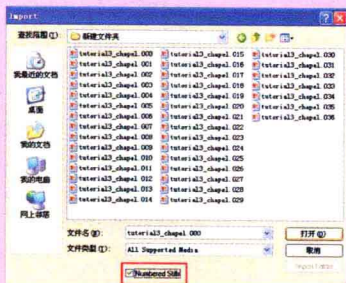 Import
查找范围(I): 新建文件夹
tutorial3_chapel.000 tutorial3_chapel.015 tutorial3_chapel.030
tutorial3_chapel.001 tutorial3_chapel.016 tutorial3_chapel.031
tutorial3_chapel.002 tutorial3_chapel.017 tutorial3_chapel.032
tutorial3_chapel.003 tutorial3_chapel.018 tutorial3_chapel.033
tutorial3_chapel.004 tutorial3_chapel.019 tutorial3_chapel.034
tutorial3_chapel.005 tutorial3_chapel.020 tutorial3_chapel.035
tutorial3_chapel.006 tutorial3_chapel.021 tutorial3_chapel.036
tutorial3_chapel.007 tutorial3_chapel.022
tutorial3_chapel.008 tutorial3_chapel.023
tutorial3_chapel.009 tutorial3_chapel.024
tutorial3_chapel.010 tutorial3_chapel.025
tutorial3_chapel.011 tutorial3_chapel.026
tutorial3_chapel.012 tutorial3_chapel.027
tutorial3_chapel.013 tutorial3_chapel.028
tutorial3_chapel.014 tutorial3_chapel.029
我最近的文档
桌面
我的文档
我的电脑
网上邻居
文件名(N): tutorial3_chapel.000 打开(O)
文件类型(T): All Supported Media 取消
Numbered Stills Import Folder